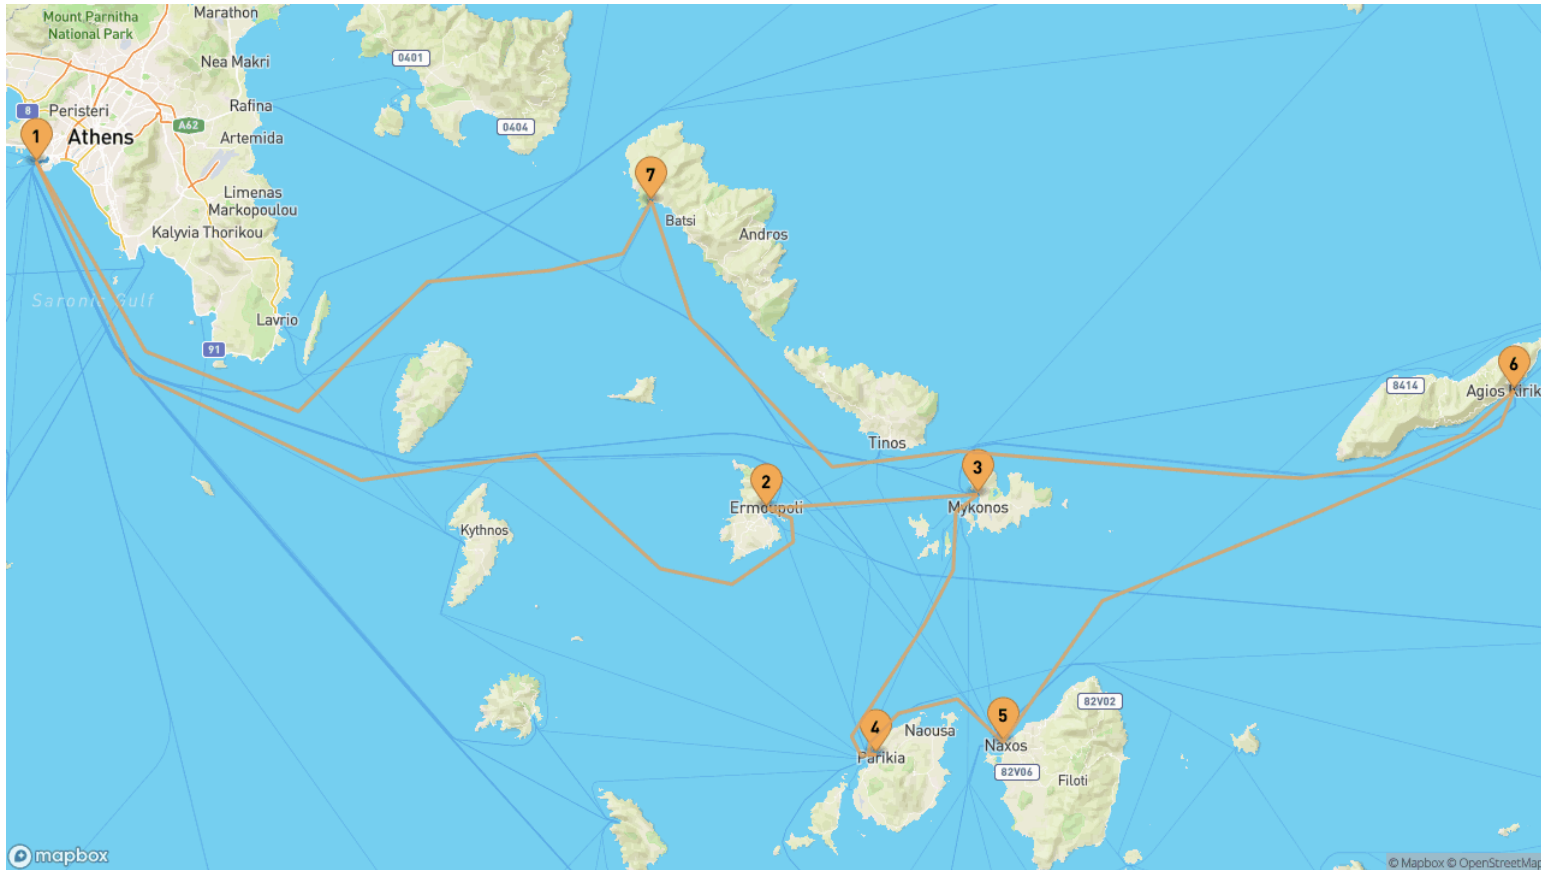 Mount Parnitha
National Park
Marathon
0401
Nea Makri
8
Peristeri
Rafina
A62
0404
1
Athens
Artemida
7
Limenas
Markopoulou
Batsi
Kalyvia Thorikou
Andros
Saronic Gulf
Lavrio
91
6
8414
Agios Kirik
Tinos
3
2
Ermoupoli
Mykonos
Kythnos
82V02
5
4
Naousa
Naxos
Parikia
82V06
Filoti
mapbox
© Mapbox © OpenStreetMap